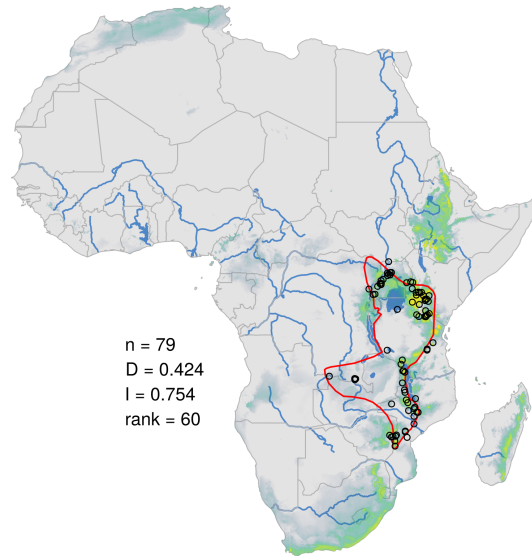 n = 79
D = 0.424
I = 0.754
rank = 60